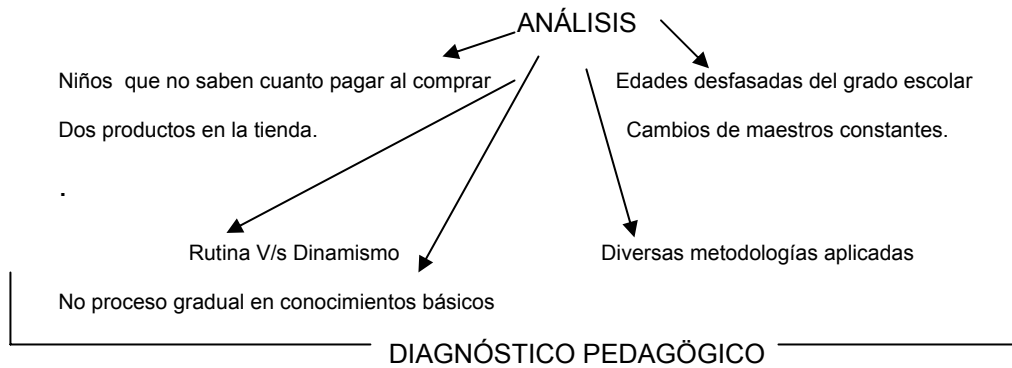 ANÁLISIS
Niños que no saben cuanto pagar al comprar
Edades desfasadas del grado escolar
Dos productos en la tienda.
Cambios de maestros constantes.
.
Rutina V/s Dinamismo
Diversas metodologías aplicadas
No proceso gradual en conocimientos básicos
DIAGNÓSTICO PEDAGÖGICO